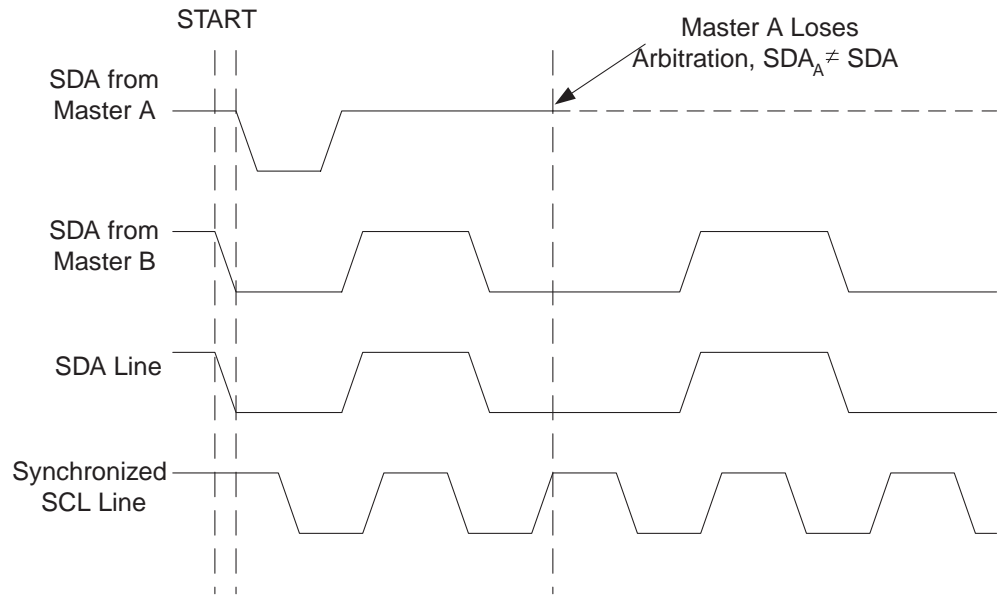 START
Master A Loses
Arbitration, SDA_A ≠ SDA
SDA from
Master A
SDA from
Master B
SDA Line
Synchronized
SCL Line